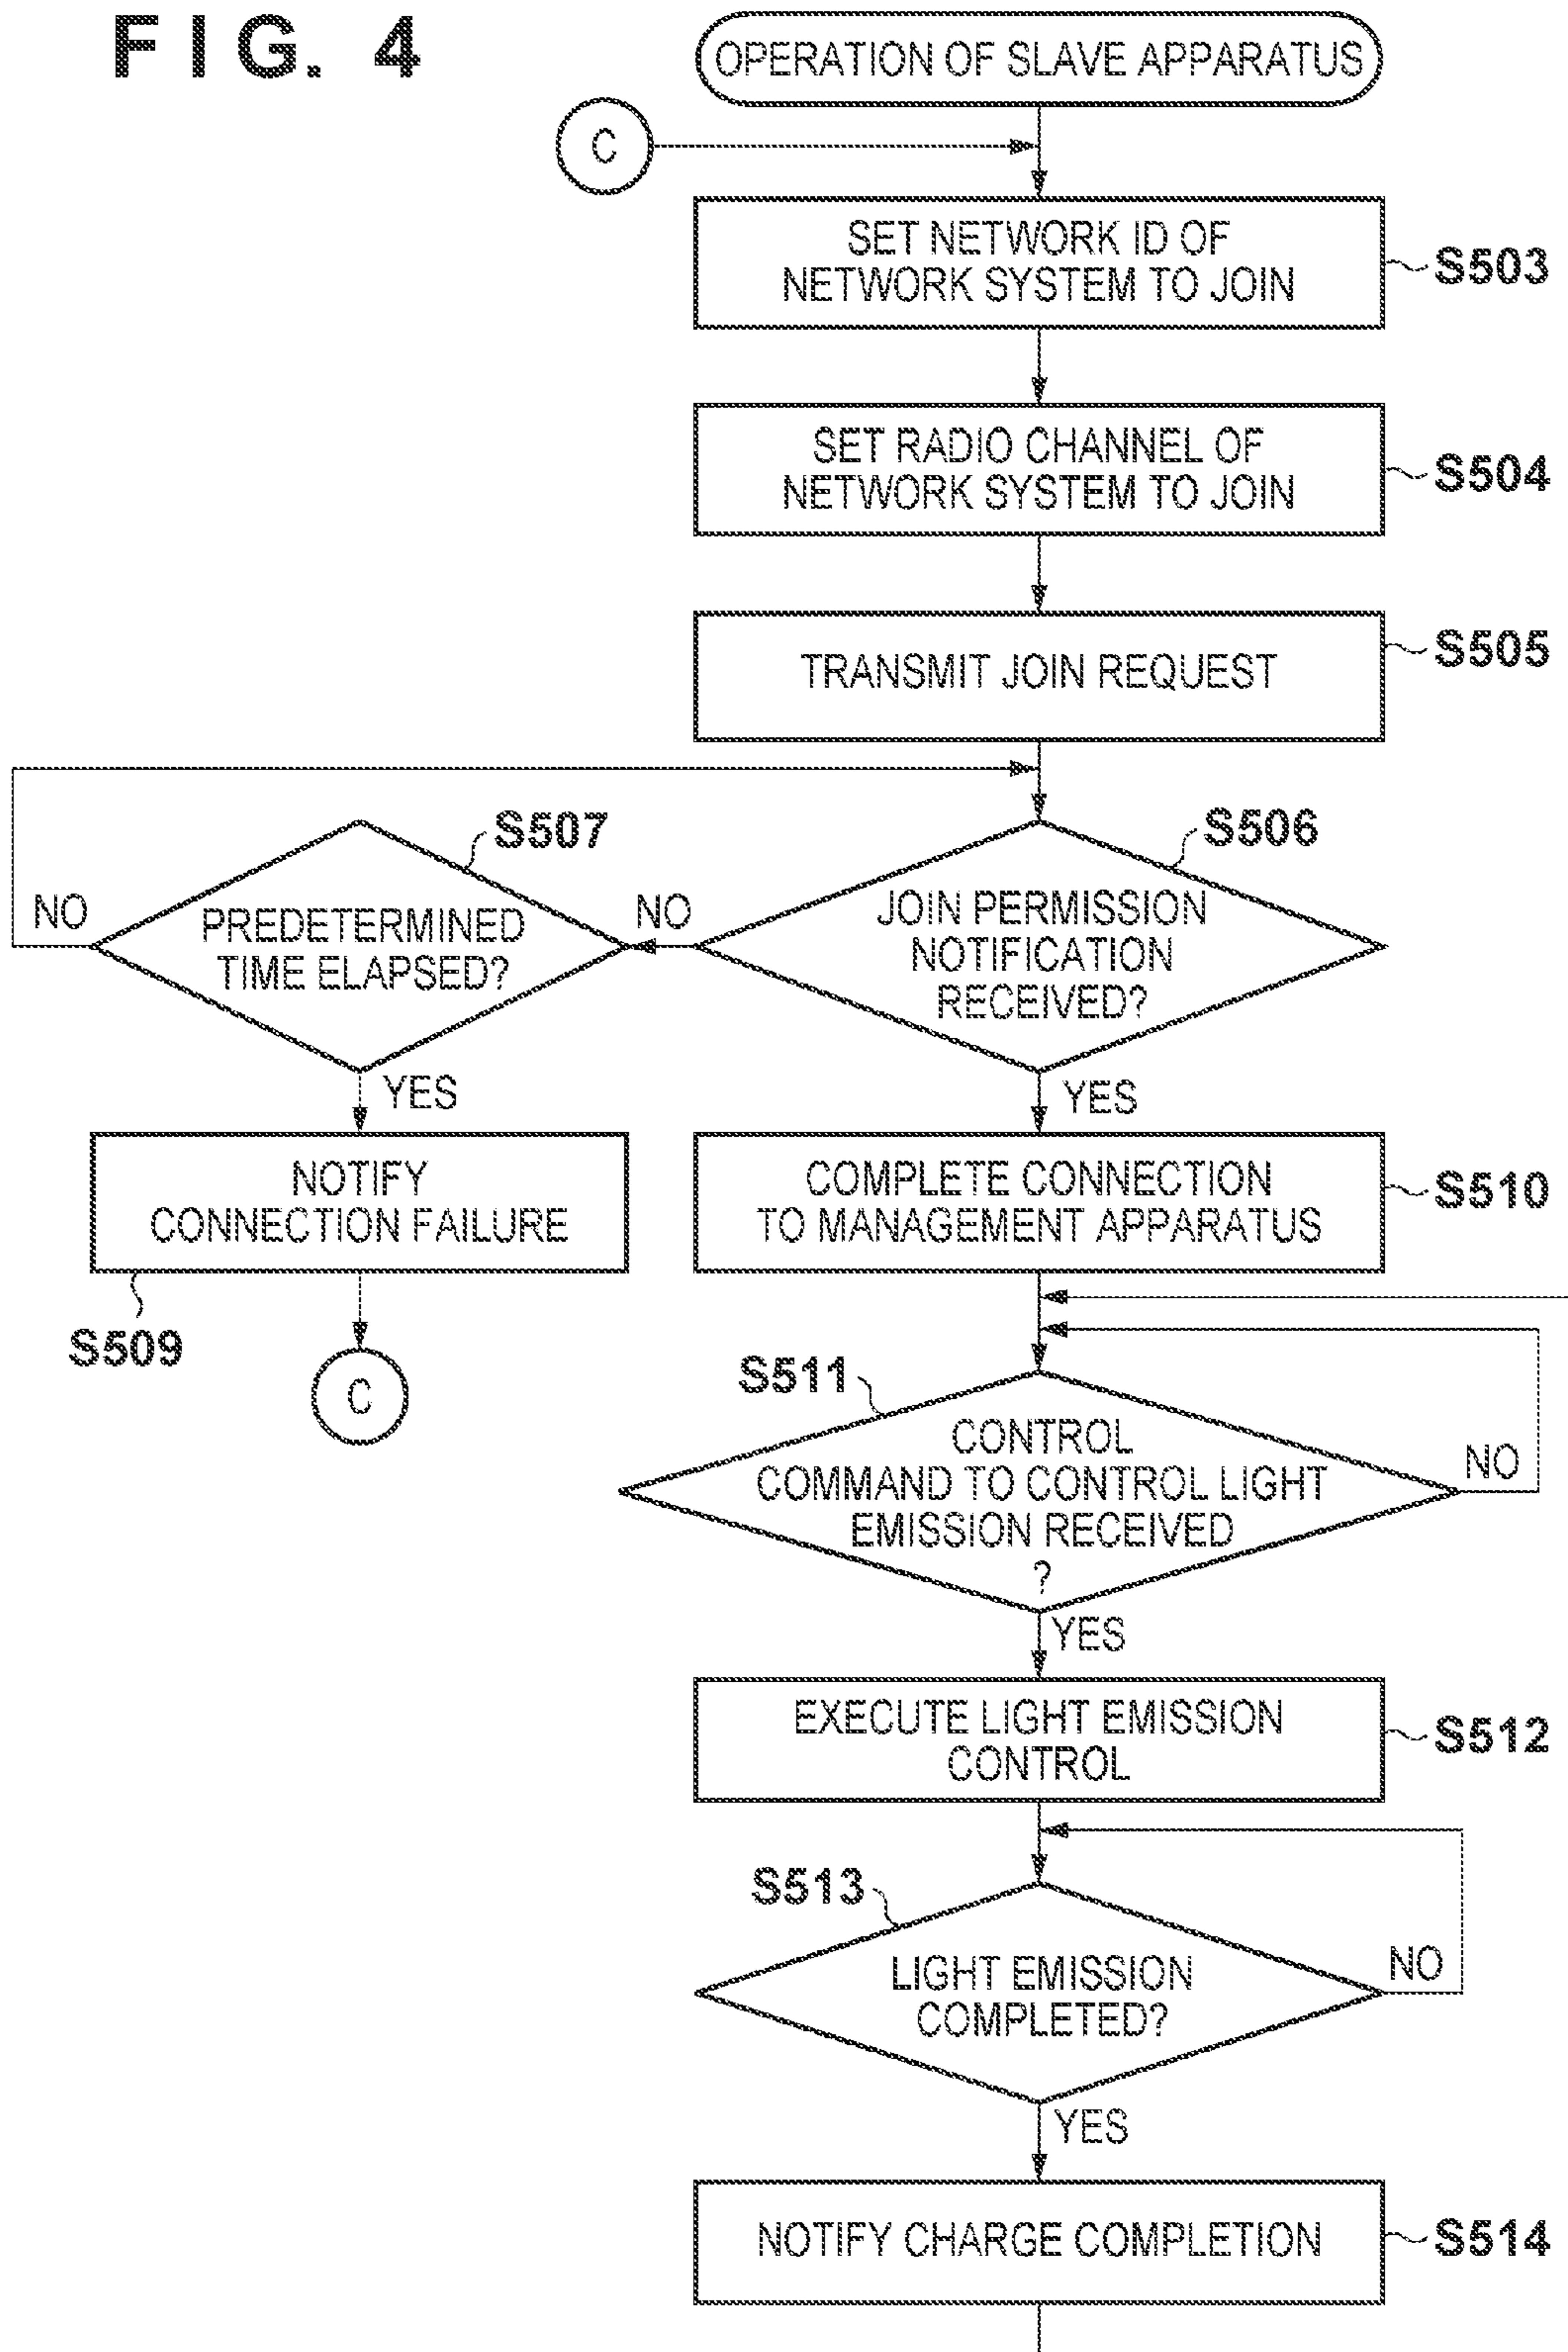 FIG. 4
OPERATION OF SLAVE APPARATUS
C
SET NETWORK ID OF
NETWORK SYSTEM TO JOIN
S503
SET RADIO CHANNEL OF
NETWORK SYSTEM TO JOIN
S504
TRANSMIT JOIN REQUEST
S505
S507
S506
NO
PREDETERMINED
TIME ELAPSED?
NO
JOIN PERMISSION
NOTIFICATION
RECEIVED?
YES
YES
NOTIFY
CONNECTION FAILURE
S509
COMPLETE CONNECTION
TO MANAGEMENT APPARATUS
S510
C
S511
CONTROL
COMMAND TO CONTROL LIGHT
EMISSION RECEIVED
?
NO
YES
EXECUTE LIGHT EMISSION
CONTROL
S512
S513
LIGHT EMISSION
COMPLETED?
NO
YES
NOTIFY CHARGE COMPLETION
S514